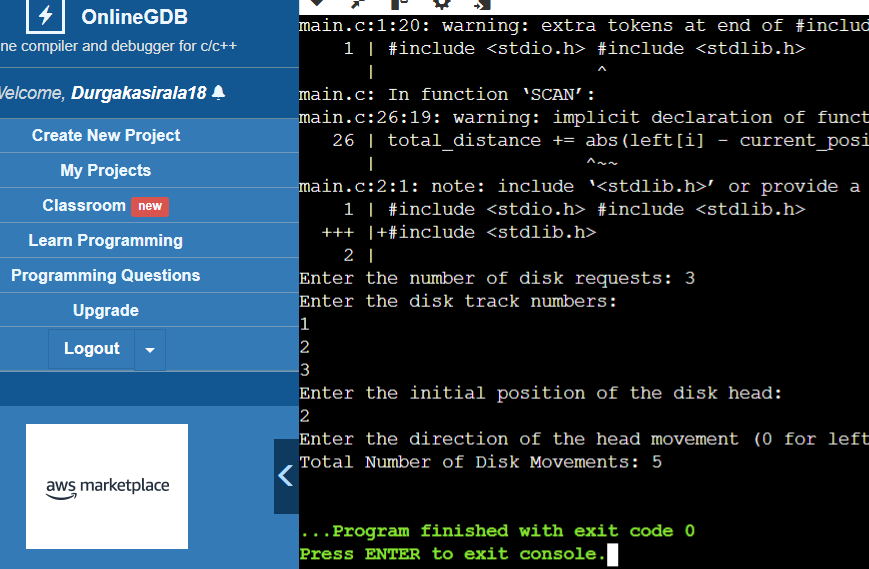 OnlineGDB
ne compiler and debugger for c/c++
Welcome, Durgakasirala18
Create New Project
My Projects
Classroom new
Learn Programming
Programming Questions
Upgrade
Logout
aws marketplace
main.c:1:20: warning: extra tokens at end of #includ
1 | #include <stdio.h> #include <stdlib.h>
| ^
main.c: In function ‘SCAN’:
main.c:26:19: warning: implicit declaration of funct
26 | total_distance += abs(left[i] - current_posi
| ^~~
main.c:2:1: note: include ‘<stdlib.h>’ or provide a
1 | #include <stdio.h> #include <stdlib.h>
+++ |+#include <stdlib.h>
2 |
Enter the number of disk requests: 3
Enter the disk track numbers:
1
2
3
Enter the initial position of the disk head:
2
Enter the direction of the head movement (0 for left
Total Number of Disk Movements: 5
...Program finished with exit code 0
Press ENTER to exit console.